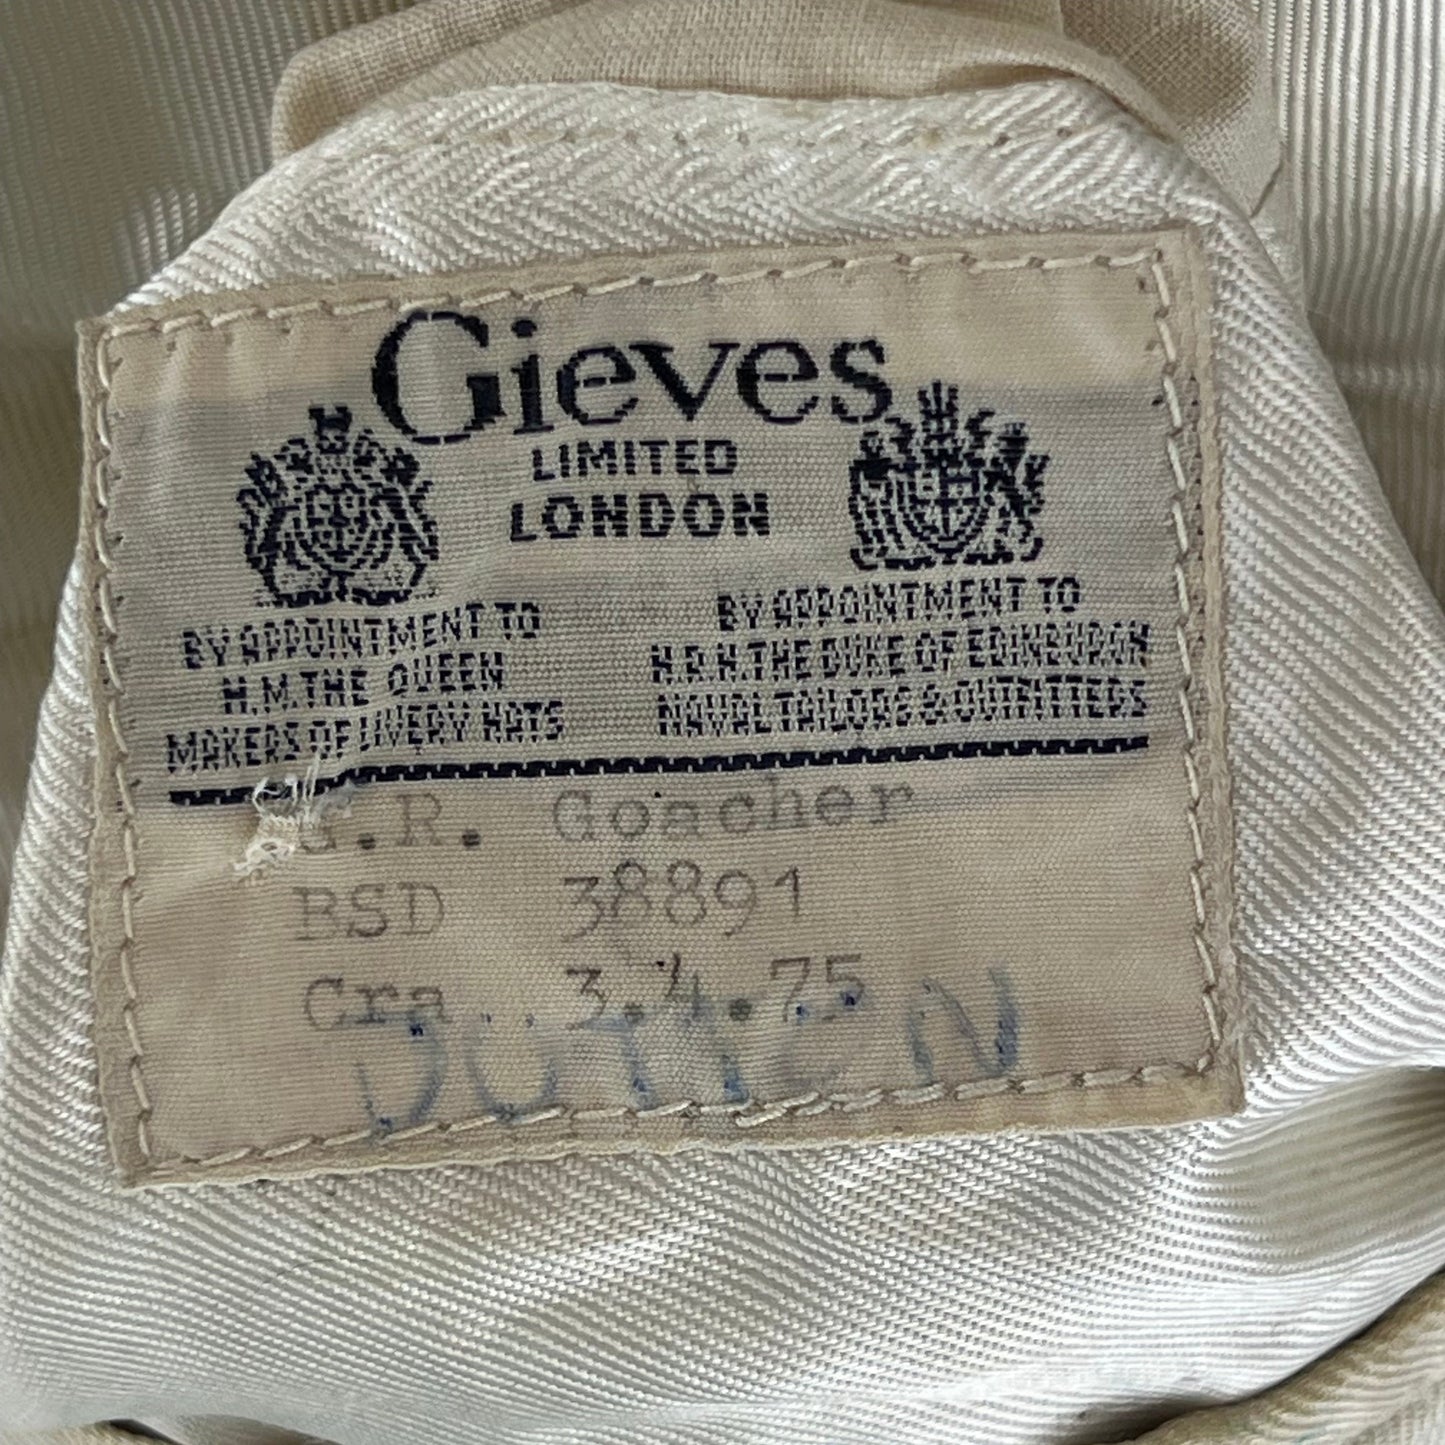 Gieves
LIMITED
LONDON
BY APPOINTMENT TO
H.M. THE QUEEN
MAKERS OF LIVERY HATS
BY APPOINTMENT TO
H.R.H. THE DUKE OF EDINBURGH
NAVAL TAILORS & OUTFITTERS
G.R. Goacher
BSD 38891
Cra 3.4.75